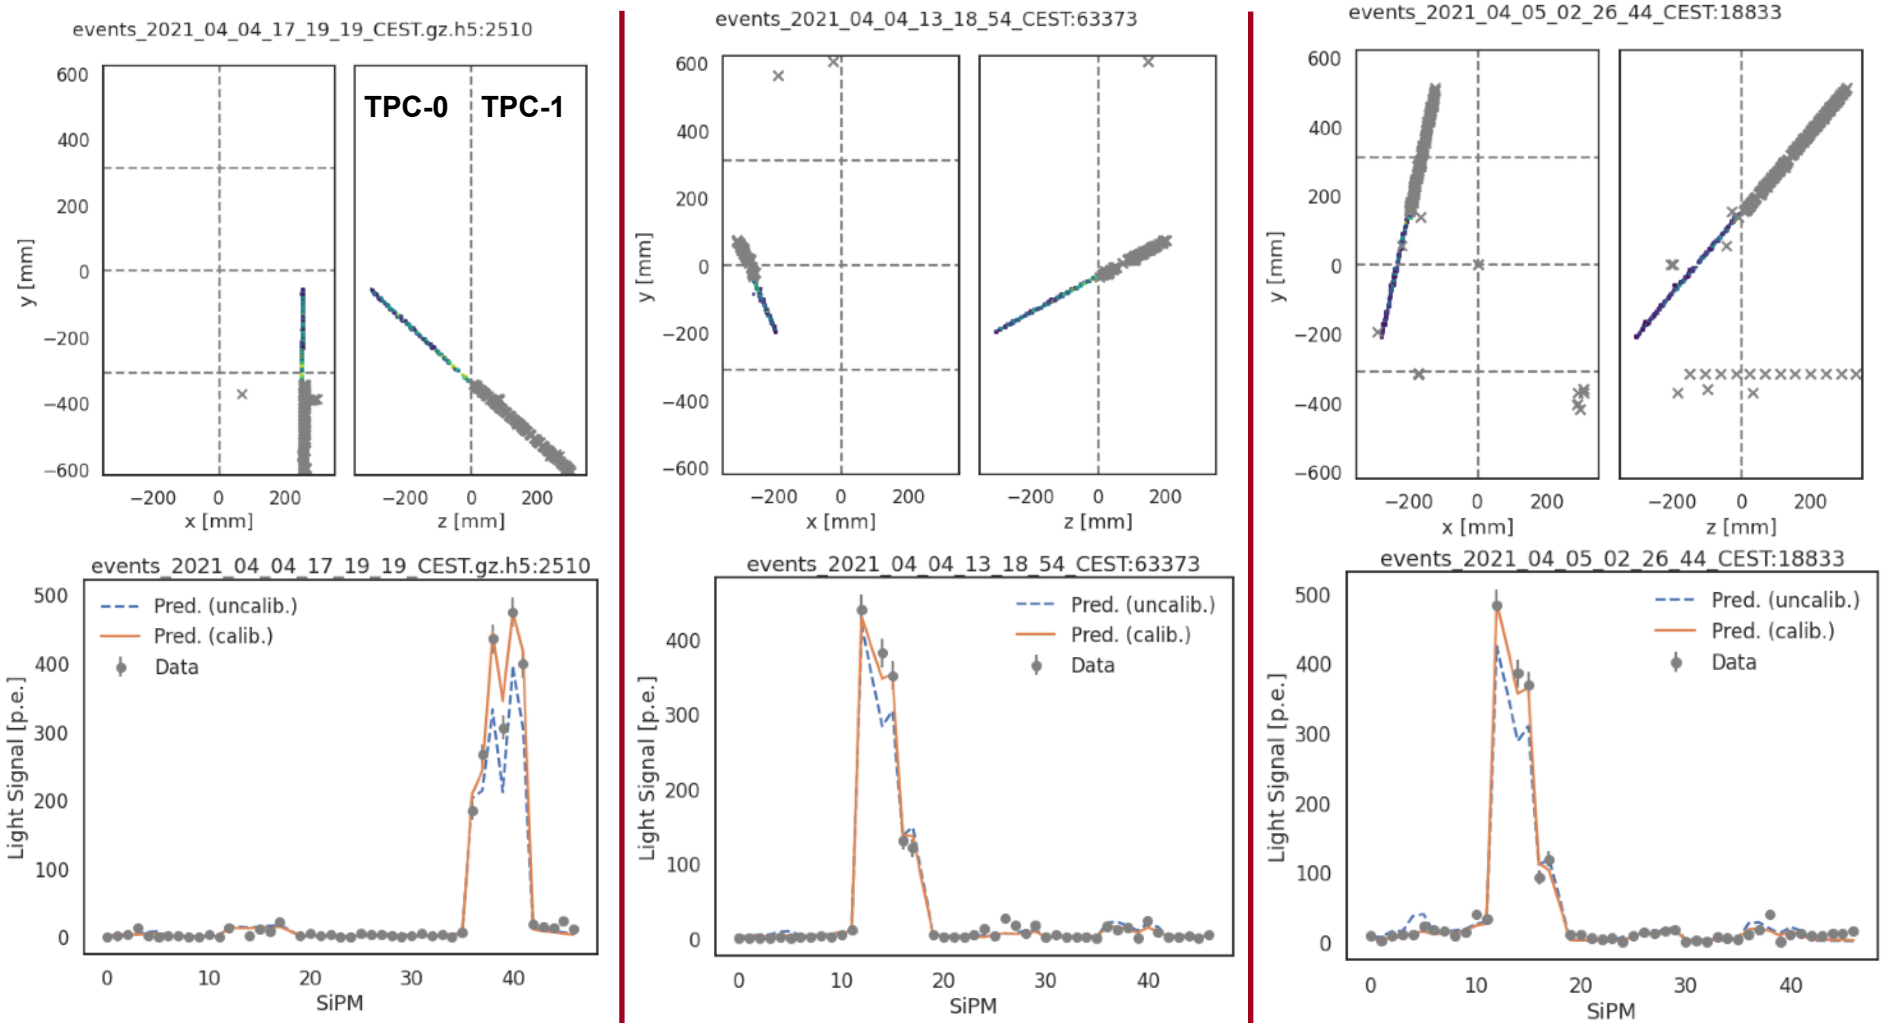 events_2021_04_04_17_19_19_CEST.gz.h5:2510
600
400
200
0
−200
−400
−600
y [mm]
TPC-0 TPC-1
−200 0 200
−200 0 200
x [mm]
z [mm]
events_2021_04_04_17_19_19_CEST.gz.h5:2510
500
400
300
200
100
0
Light Signal [p.e.]
Pred. (uncalib.)
Pred. (calib.)
Data
0 10 20 30 40
SiPM
events_2021_04_04_13_18_54_CEST:63373
600
400
200
0
−200
−400
−600
y [mm]
−200 0 200
−200 0 200
x [mm]
z [mm]
events_2021_04_04_13_18_54_CEST:63373
400
300
200
100
0
Light Signal [p.e.]
Pred. (uncalib.)
Pred. (calib.)
Data
0 10 20 30 40
SiPM
events_2021_04_05_02_26_44_CEST:18833
600
400
200
0
−200
−400
−600
y [mm]
−200 0 200
−200 0 200
x [mm]
z [mm]
events_2021_04_05_02_26_44_CEST:18833
500
400
300
200
100
0
Light Signal [p.e.]
Pred. (uncalib.)
Pred. (calib.)
Data
0 10 20 30 40
SiPM